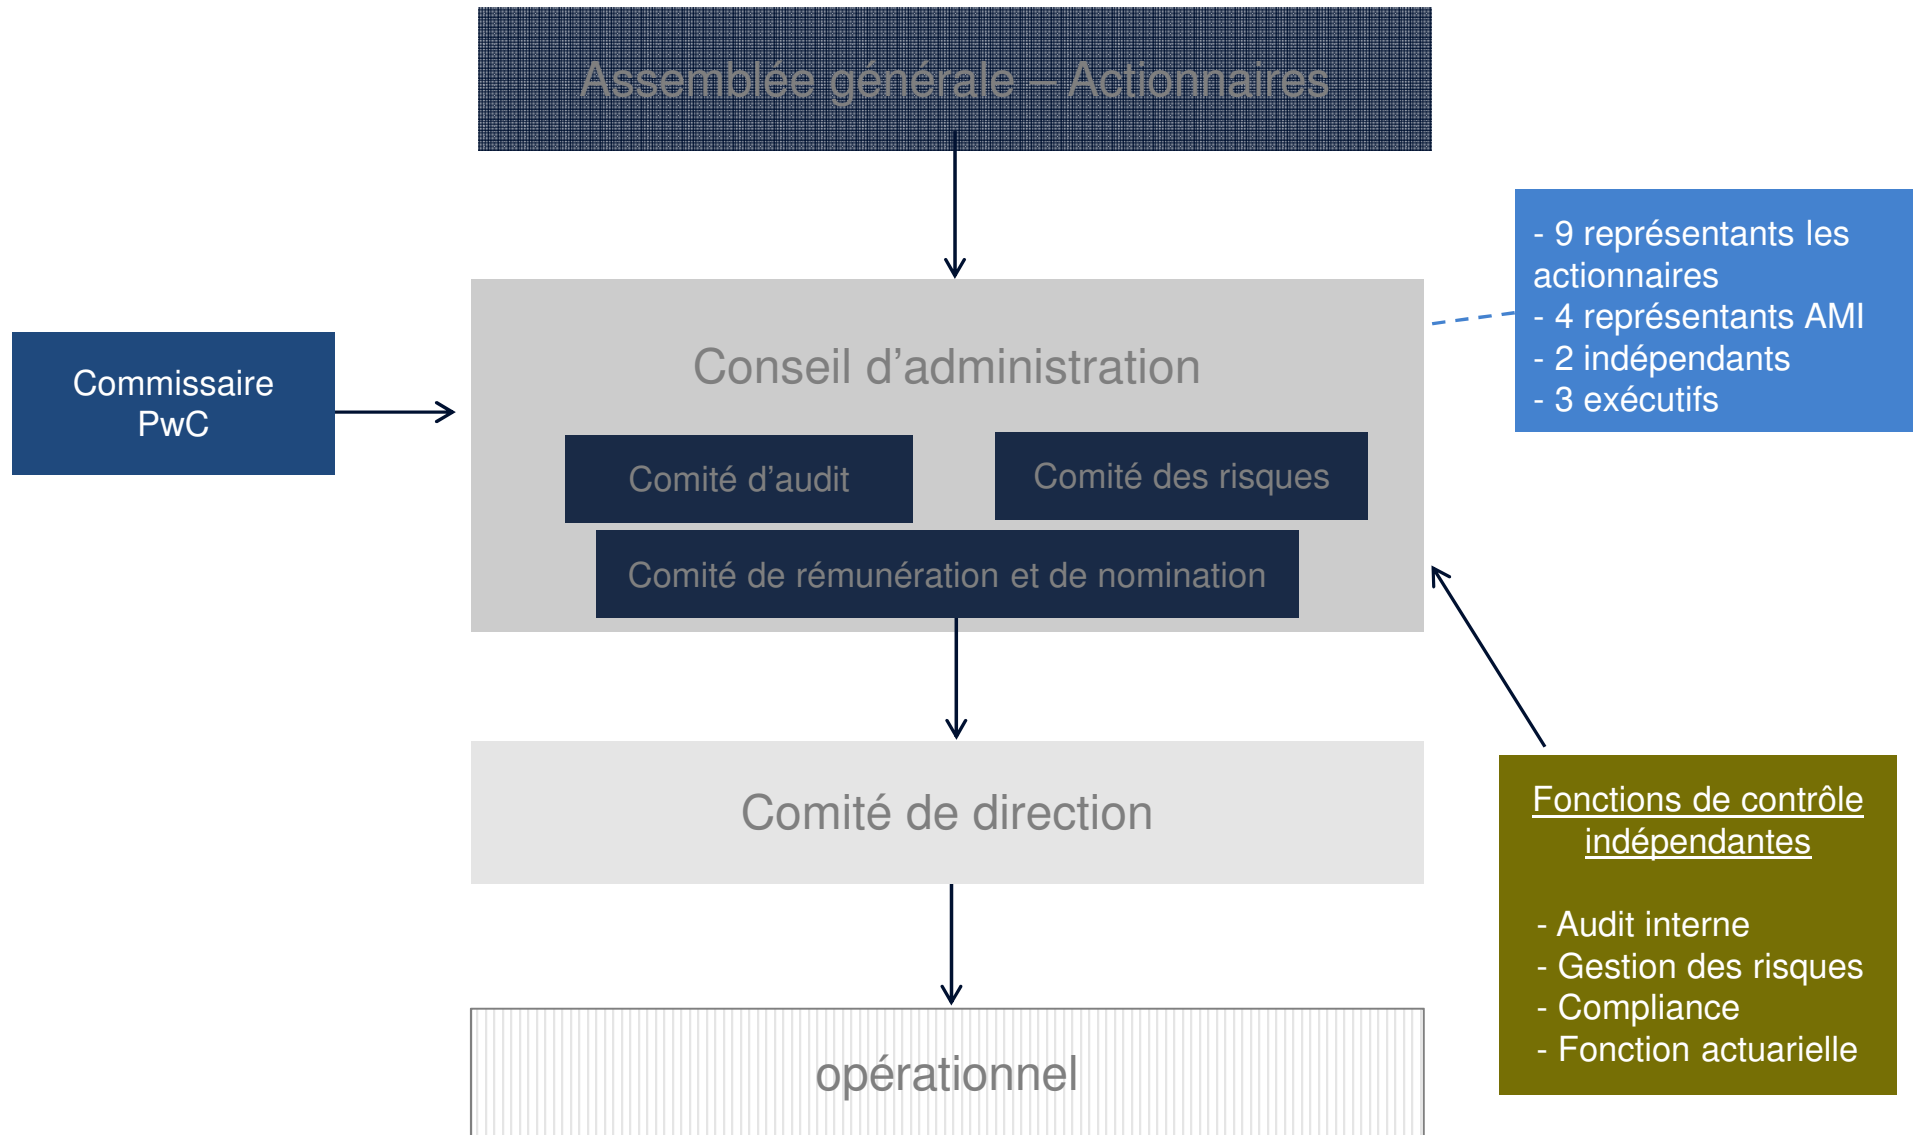 Assemblée générale – Actionnaires
- 9 représentants les
actionnaires
- 4 représentants AMI
- 2 indépendants
- 3 exécutifs
Commissaire
PwC
Conseil d’administration
Comité d’audit
Comité des risques
Comité de rémunération et de nomination
Comité de direction
Fonctions de contrôle
indépendantes
- Audit interne
- Gestion des risques
- Compliance
- Fonction actuarielle
opérationnel